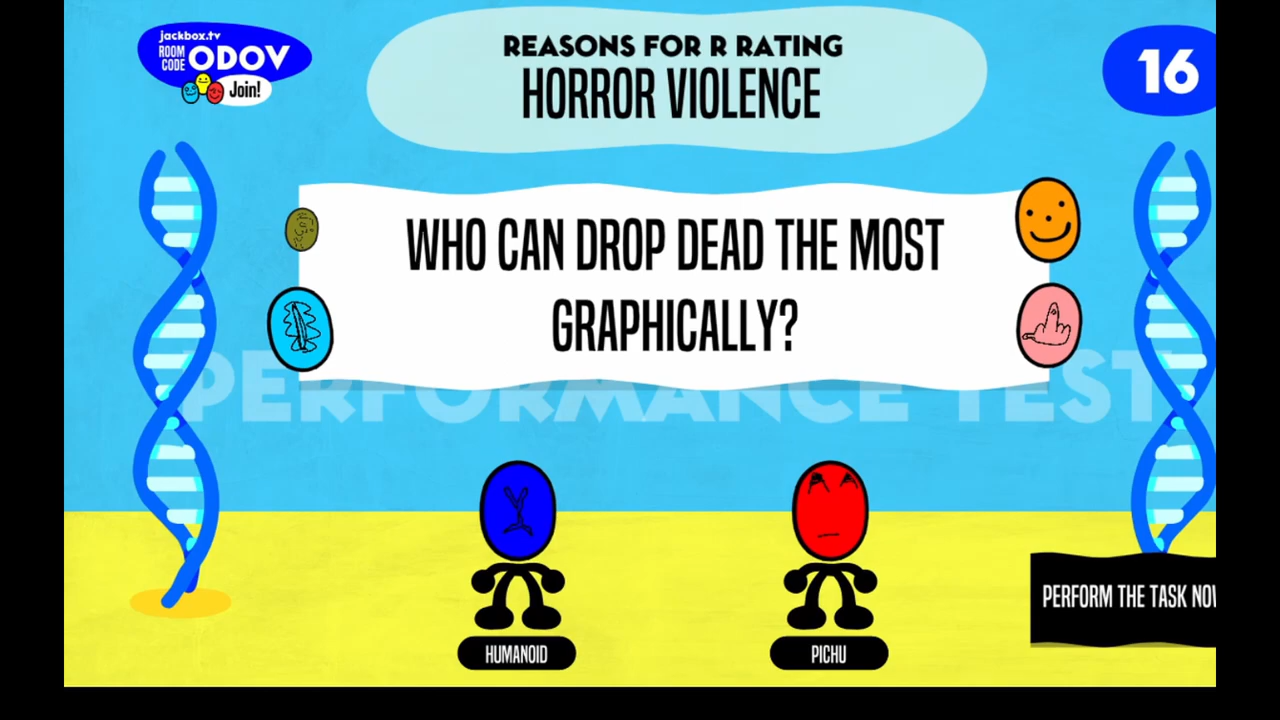 jackbox.tv
ROOM CODE ODOV
Join!
REASONS FOR R RATING
HORROR VIOLENCE
16
WHO CAN DROP DEAD THE MOST
GRAPHICALLY?
PERFORMANCE TEST
HUMANOID
PICHU
PERFORM THE TASK